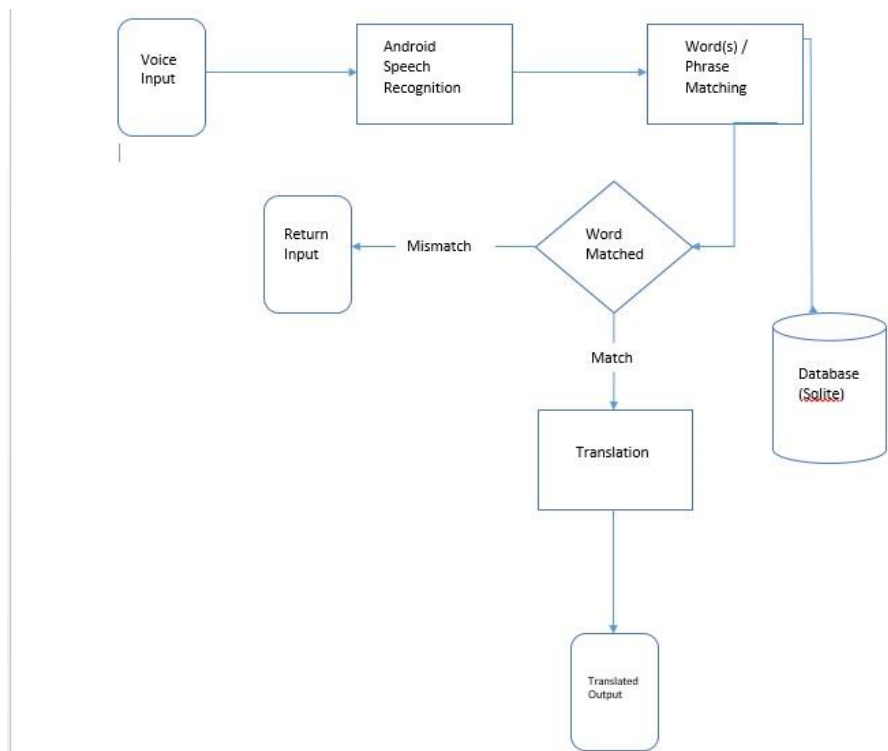 Voice
Input
Android
Speech
Recognition
Word(s) /
Phrase
Matching
Return
Input
Mismatch
Word
Matched
Match
Database
(Sqlite)
Translation
Translated
Output